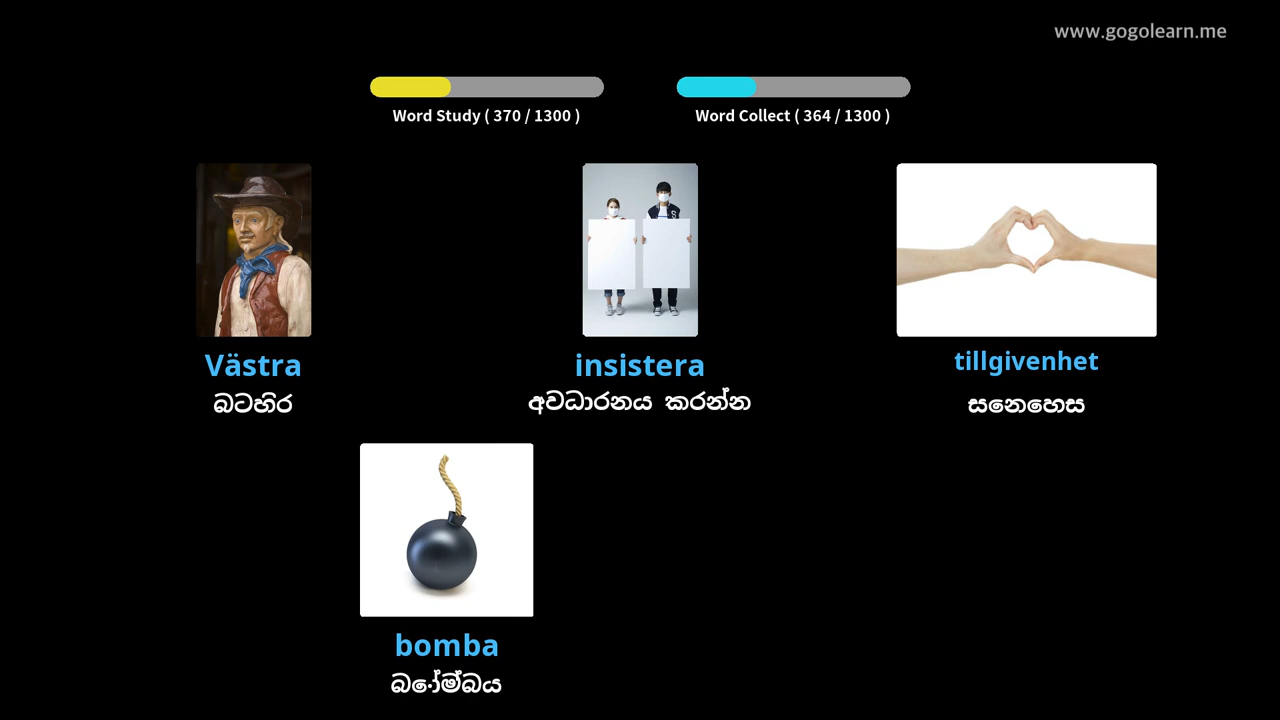 www.gogolearn.me
Word Study ( 370 / 1300 )
Word Collect ( 364 / 1300 )
Västra
බටහිර
insistera
අවධාරනය කරන්න
tillgivenhet
සනෙහෙස
bomba
බෝම්බය